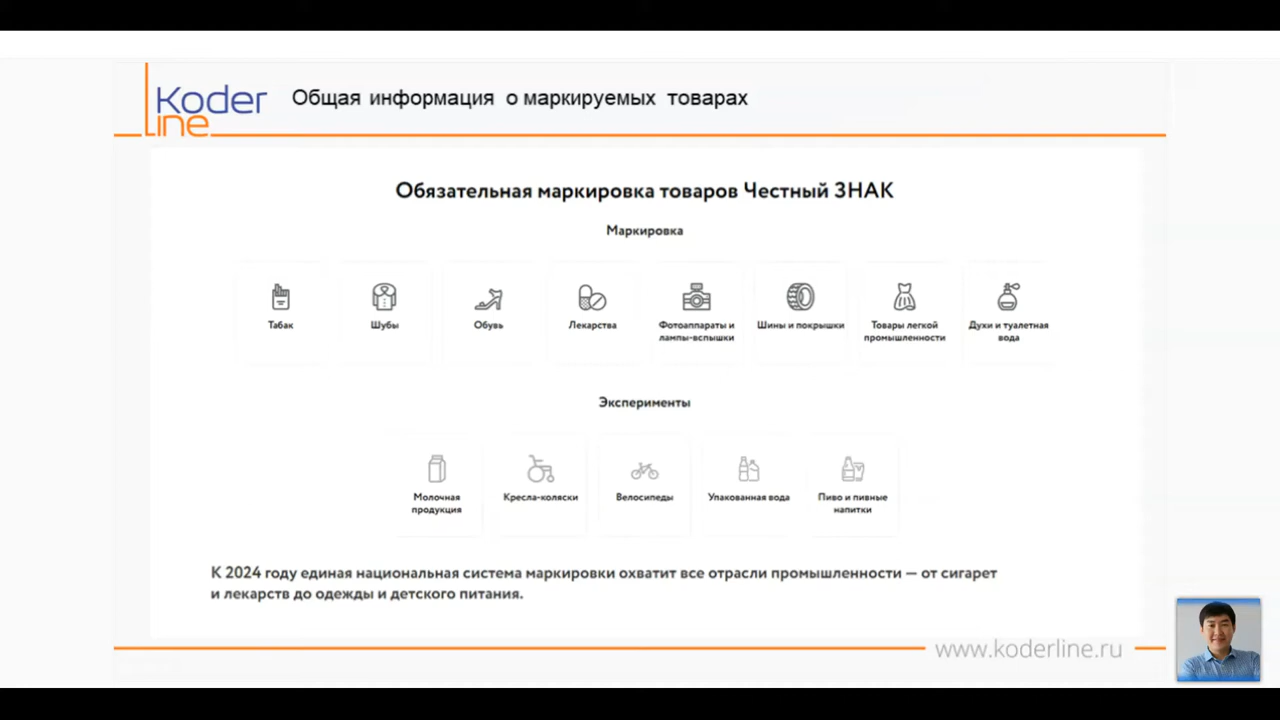 Koder
line
Общая информация о маркируемых товарах
Обязательная маркировка товаров Честный ЗНАК
Маркировка
Табак
Шубы
Обувь
Лекарства
Фотоаппараты и
лампы-вспышки
Шины и покрышки
Товары легкой
промышленности
Духи и туалетная
вода
Эксперименты
Молочная
продукция
Кресла-коляски
Велосипеды
Упакованная вода
Пиво и пивные
напитки
К 2024 году единая национальная система маркировки охватит все отрасли промышленности — от сигарет
и лекарств до одежды и детского питания.
www.koderline.ru